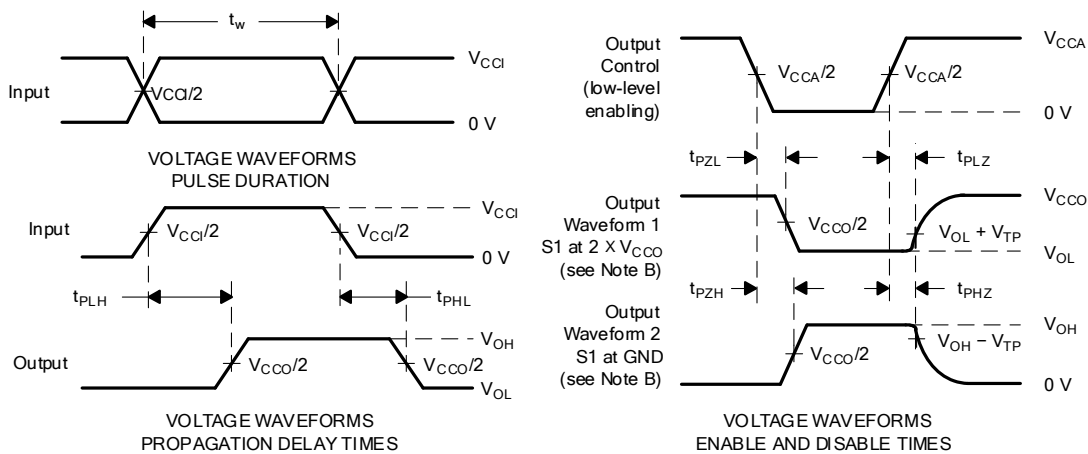 t_w
V_CCI
Input
V_CCI/2
0 V
VOLTAGE WAVEFORMS
PULSE DURATION
V_CCI
Input
V_CCI/2
V_CCI/2
0 V
t_PLH
t_PHL
V_OH
Output
V_CCO/2
V_CCO/2
V_OL
VOLTAGE WAVEFORMS
PROPAGATION DELAY TIMES
V_CCA
Output
Control
(low-level
enabling)
V_CCA/2
V_CCA/2
0 V
t_PZL
t_PLZ
V_CCO
Output
Waveform 1
S1 at 2 X V_CCO
(see Note B)
V_CCO/2
V_OL + V_TP
V_OL
t_PZH
t_PHZ
Output
Waveform 2
S1 at GND
(see Note B)
V_OH
V_CCO/2
V_OH − V_TP
0 V
VOLTAGE WAVEFORMS
ENABLE AND DISABLE TIMES